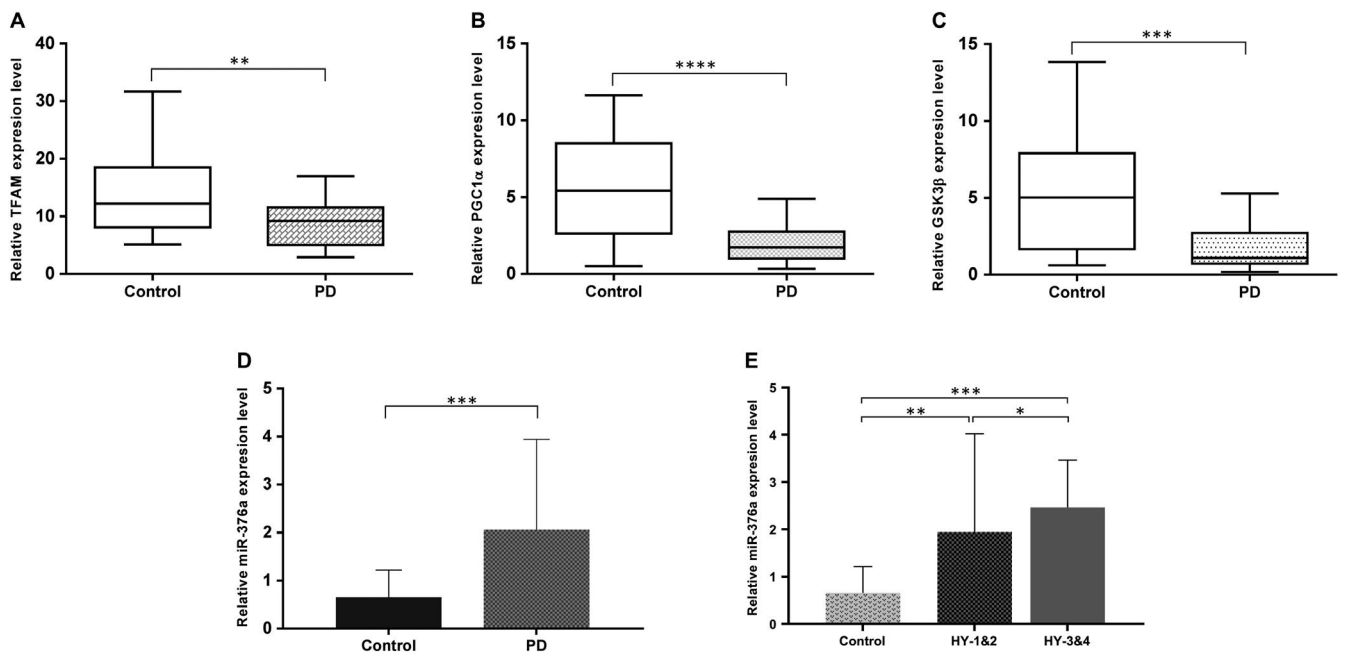 A
Relative TFAM expresion level
40
30
20
10
0
**
Control
PD
B
Relative PGC1α expresion level
15
10
5
0
****
Control
PD
C
Relative GSK3β expresion level
15
10
5
0
***
Control
PD
D
Relative miR-376a expresion level
5
4
3
2
1
0
***
Control
PD
E
Relative miR-376a expresion level
5
4
3
2
1
0
***
**
*
Control
HY-1&2
HY-3&4